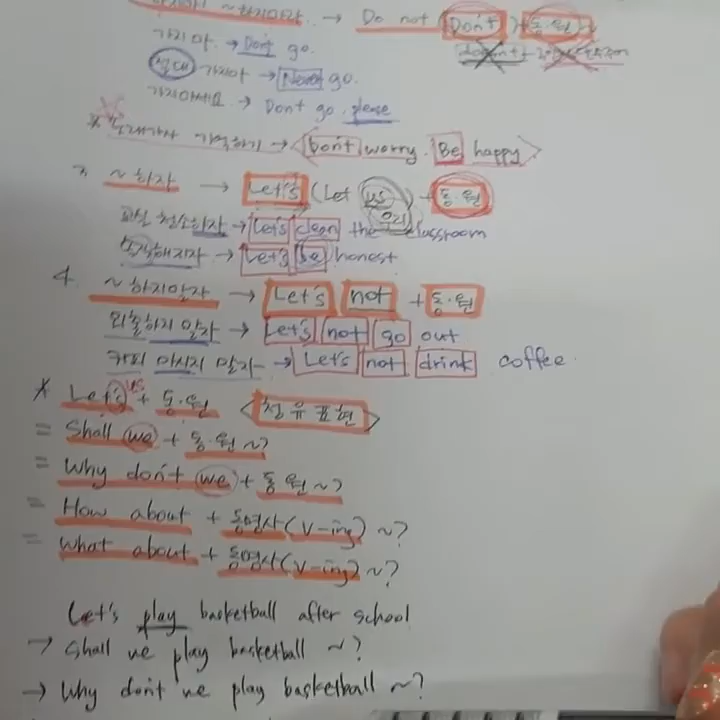 ~하지마라 → Do not (Don't) + 동·원
가지 마 → Don't go.
절대 가지마 → Never go.
가지마세요 → Don't go please
* 노래가사 기억하기 → <Don't worry. Be happy>
~하자 → Let's (Let us) + 동·원
우리
교실 청소하자 → Let's clean the classroom
솔직해지자 → Let's be honest
4. ~하지말자 → Let's not + 동·원
외출하지 말자 → Let's not go out
커피 마시지 말자 → Let's not drink coffee.
* Let's us + 동·원 <청유표현>
= Shall we + 동·원 ~?
= Why don't we + 동·원 ~?
= How about + 동명사(v-ing) ~?
= What about + 동명사(v-ing) ~?
Let's play basketball after school
→ Shall we play basketball ~?
→ Why don't we play basketball ~?